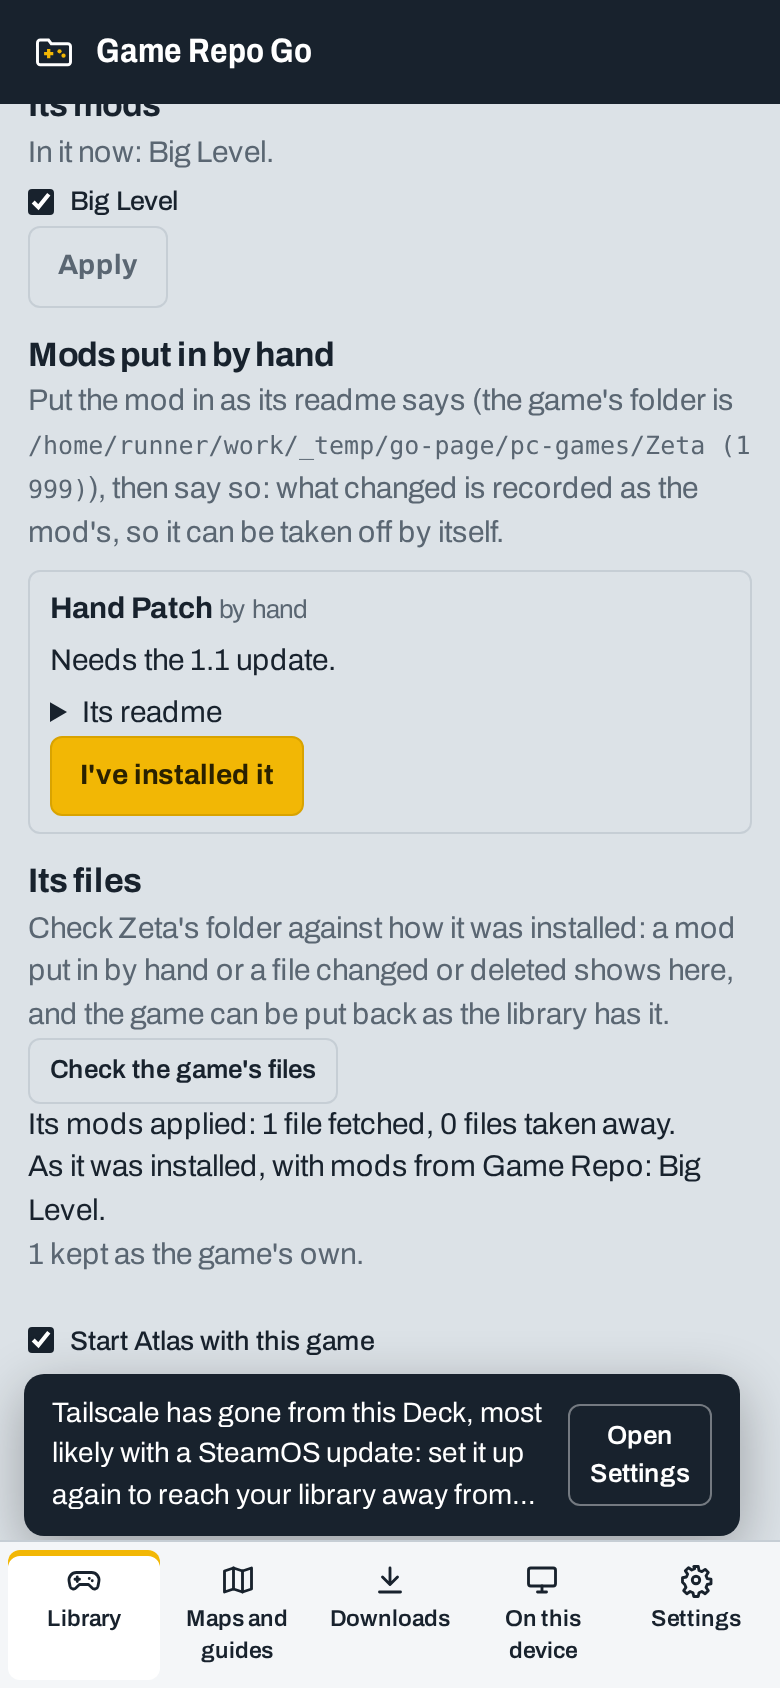 Game Repo Go
Its mods
In it now: Big Level.
Big Level
Apply
Mods put in by hand
Put the mod in as its readme says (the game's folder is
/home/runner/work/_temp/go-page/pc-games/Zeta (1
999)), then say so: what changed is recorded as the
mod's, so it can be taken off by itself.
Hand Patch by hand
Needs the 1.1 update.
Its readme
I've installed it
Its files
Check Zeta's folder against how it was installed: a mod
put in by hand or a file changed or deleted shows here,
and the game can be put back as the library has it.
Check the game's files
Its mods applied: 1 file fetched, 0 files taken away.
As it was installed, with mods from Game Repo: Big
Level.
1 kept as the game's own.
Start Atlas with this game
Tailscale has gone from this Deck, most
likely with a SteamOS update: set it up
again to reach your library away from...
Open
Settings
Library
Maps and
guides
Downloads
On this
device
Settings